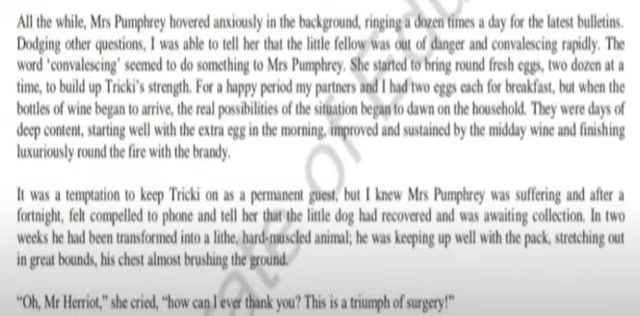 All the while, Mrs Pumphrey hovered anxiously in the background, ringing a dozen times a day for the latest bulletins.
Dodging other questions, I was able to tell her that the little fellow was out of danger and convalescing rapidly. The
word ‘convalescing’ seemed to do something to Mrs Pumphrey. She started to bring round fresh eggs, two dozen at a
time, to build up Tricki's strength. For a happy period my partners and I had two eggs each for breakfast, but when the
bottles of wine began to arrive, the real possibilities of the situation began to dawn on the household. They were days of
deep content, starting well with the extra egg in the morning, improved and sustained by the midday wine and finishing
luxuriously round the fire with the brandy.
It was a temptation to keep Tricki on as a permanent guest, but I knew Mrs Pumphrey was suffering and after a
fortnight, felt compelled to phone and tell her that the little dog had recovered and was awaiting collection. In two
weeks he had been transformed into a lithe, hard-muscled animal; he was keeping up well with the pack, stretching out
in great bounds, his chest almost brushing the ground.
“Oh, Mr Herriot,” she cried, “how can I ever thank you? This is a triumph of surgery!”